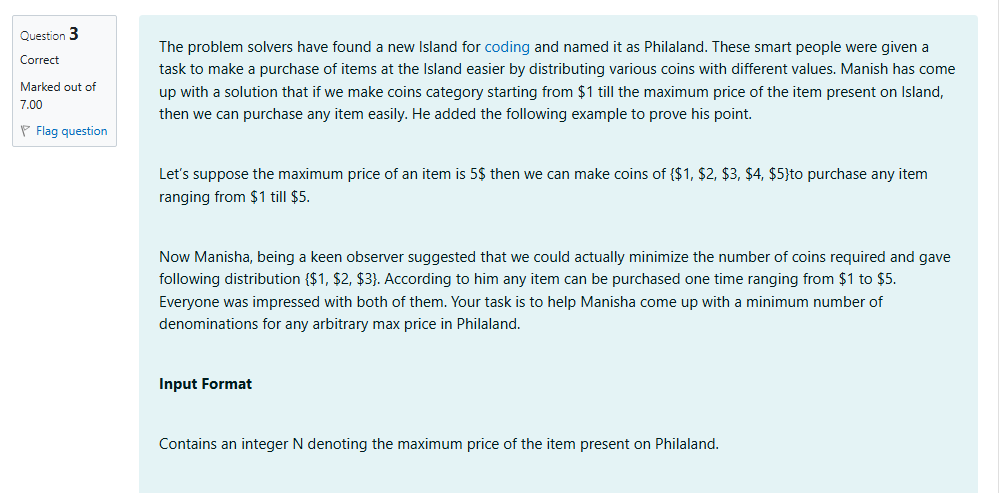 Question 3
Correct
Marked out of
7.00
Flag question
The problem solvers have found a new Island for coding and named it as Philaland. These smart people were given a
task to make a purchase of items at the Island easier by distributing various coins with different values. Manish has come
up with a solution that if we make coins category starting from $1 till the maximum price of the item present on Island,
then we can purchase any item easily. He added the following example to prove his point.
Let's suppose the maximum price of an item is 5$ then we can make coins of {$1, $2, $3, $4, $5}to purchase any item
ranging from $1 till $5.
Now Manisha, being a keen observer suggested that we could actually minimize the number of coins required and gave
following distribution {$1, $2, $3}. According to him any item can be purchased one time ranging from $1 to $5.
Everyone was impressed with both of them. Your task is to help Manisha come up with a minimum number of
denominations for any arbitrary max price in Philaland.
Input Format
Contains an integer N denoting the maximum price of the item present on Philaland.